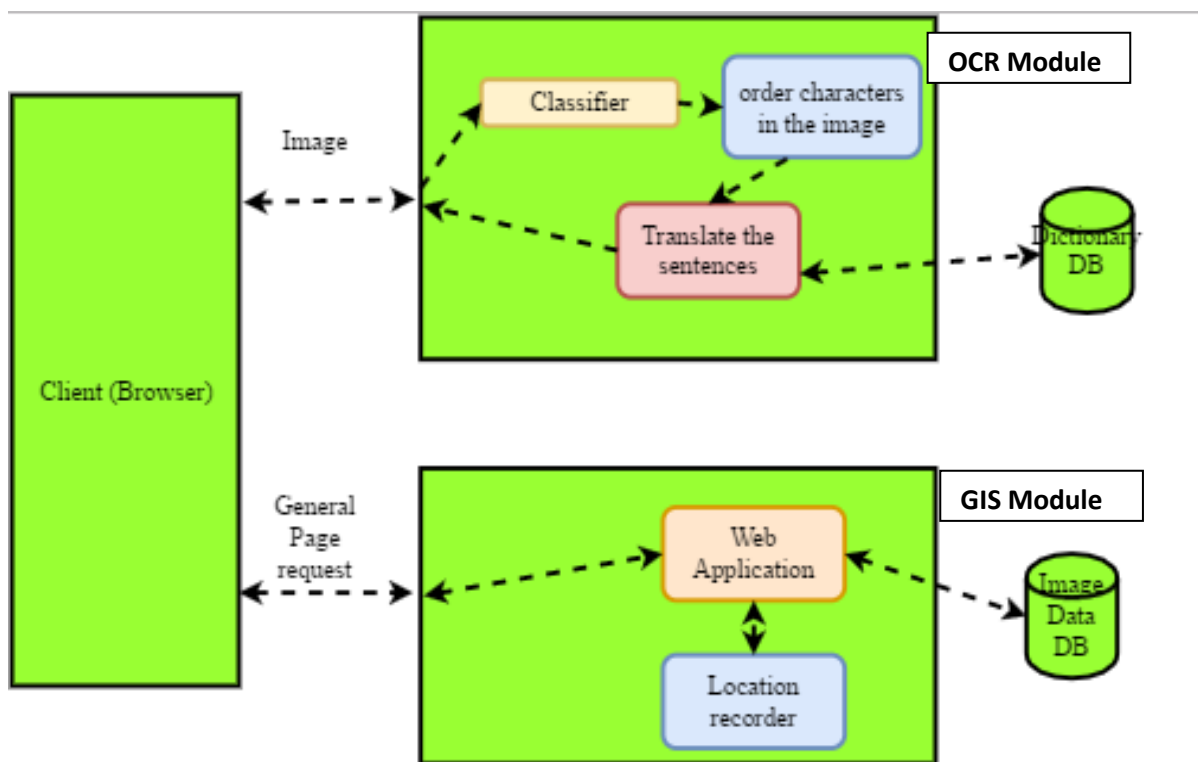 OCR Module
Classifier
order characters
in the image
Image
Translate the
sentences
Dictionary
DB
Client (Browser)
General
Page
request
GIS Module
Web
Application
Image
Data
DB
Location
recorder